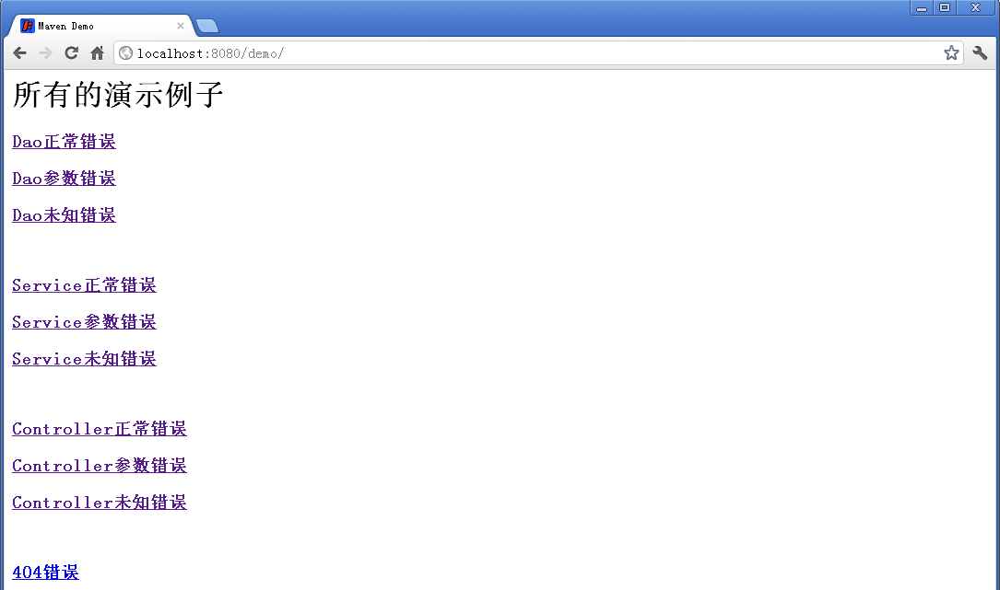 Maven Demo
localhost:8080/demo/
所有的演示例子
Dao正常错误
Dao参数错误
Dao未知错误
Service正常错误
Service参数错误
Service未知错误
Controller正常错误
Controller参数错误
Controller未知错误
404错误